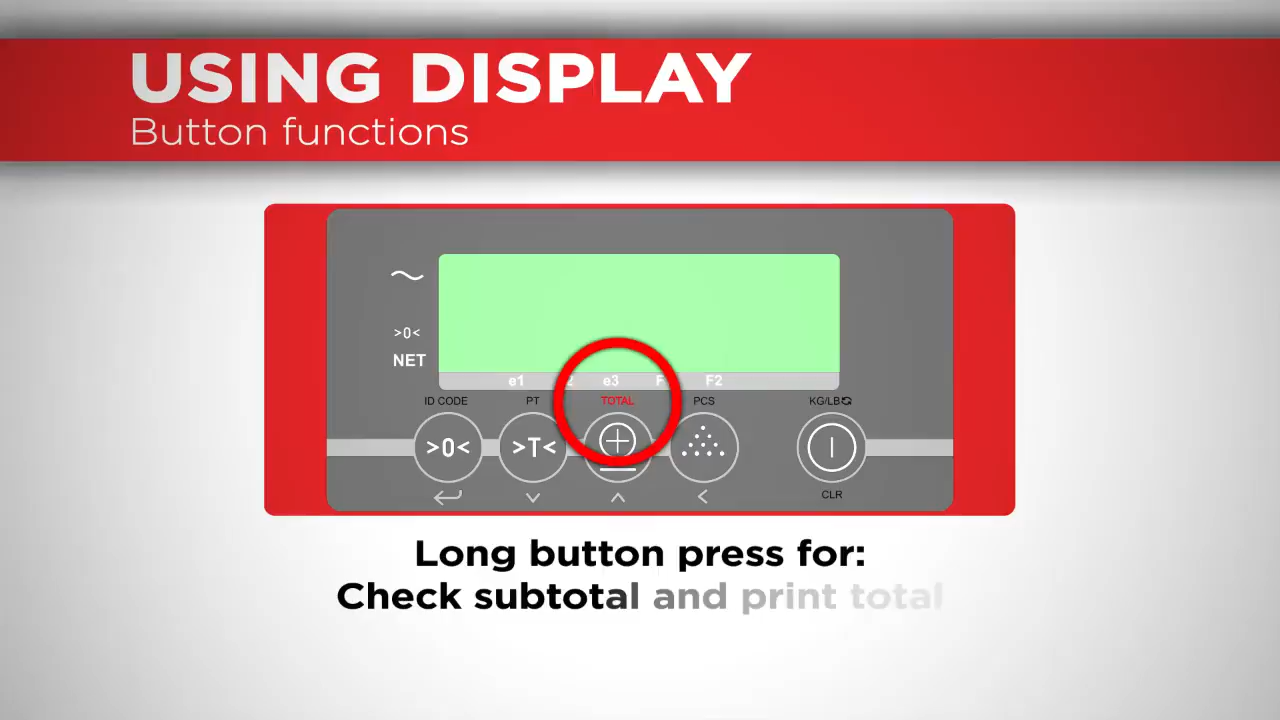 USING DISPLAY
Button functions
>0<
NET
e1 e3 F F2
ID CODE PT TOTAL PCS KG/LB
>0< >T<
CLR
Long button press for:
Check subtotal and print total